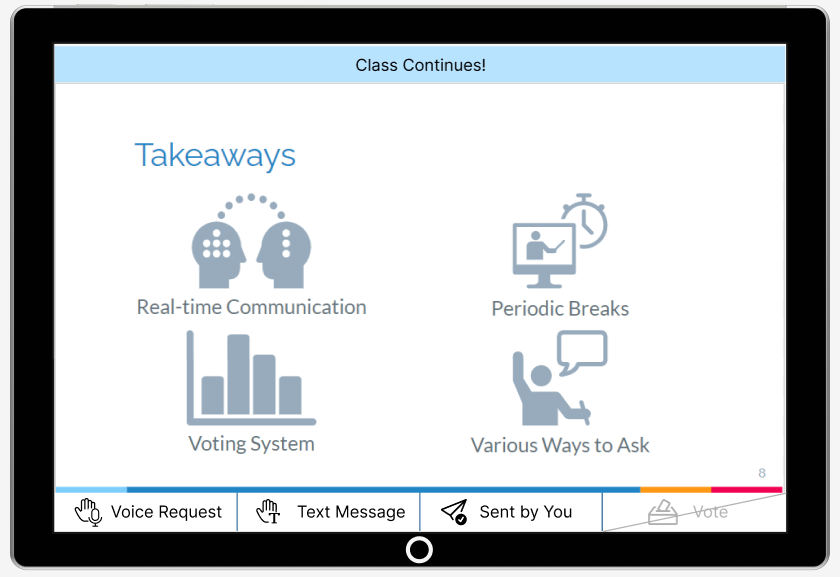 Class Continues!
Takeaways
Real-time Communication
Periodic Breaks
Voting System
Various Ways to Ask
8
Voice Request
T
Text Message
Sent by You
Vote